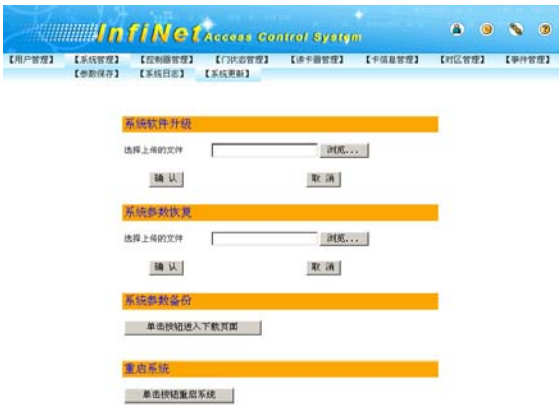 InfiNet Access Control System
【用户管理】 【系统管理】 【控制器管理】 【门状态管理】 【读卡器管理】 【卡信息管理】 【时区管理】 【事件管理】
【参数保存】 【系统日志】 【系统更新】
系统软件升级
选择上传的文件 浏览...
确 认 取 消
系统参数恢复
选择上传的文件 浏览...
确 认 取 消
系统参数备份
单击按钮进入下载页面
重启系统
单击按钮重启系统